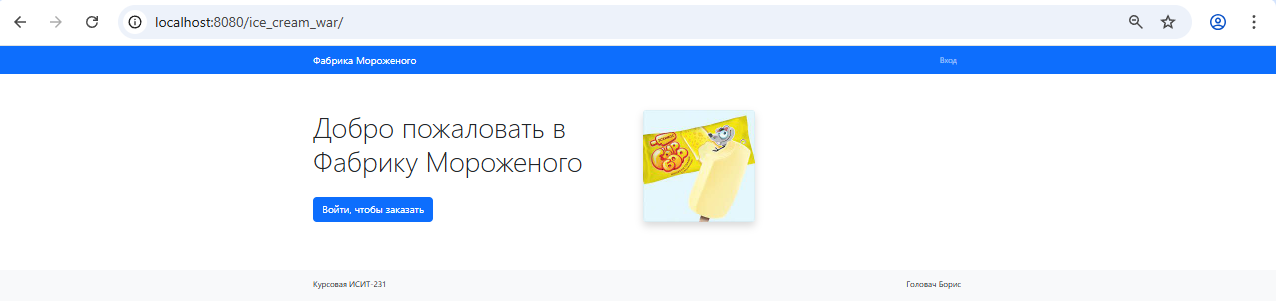 localhost:8080/ice_cream_war/
Фабрика Мороженого
Вход
Добро пожаловать в
Фабрику Мороженого
Войти, чтобы заказать
Курсовая ИСИТ-231
Головач Борис